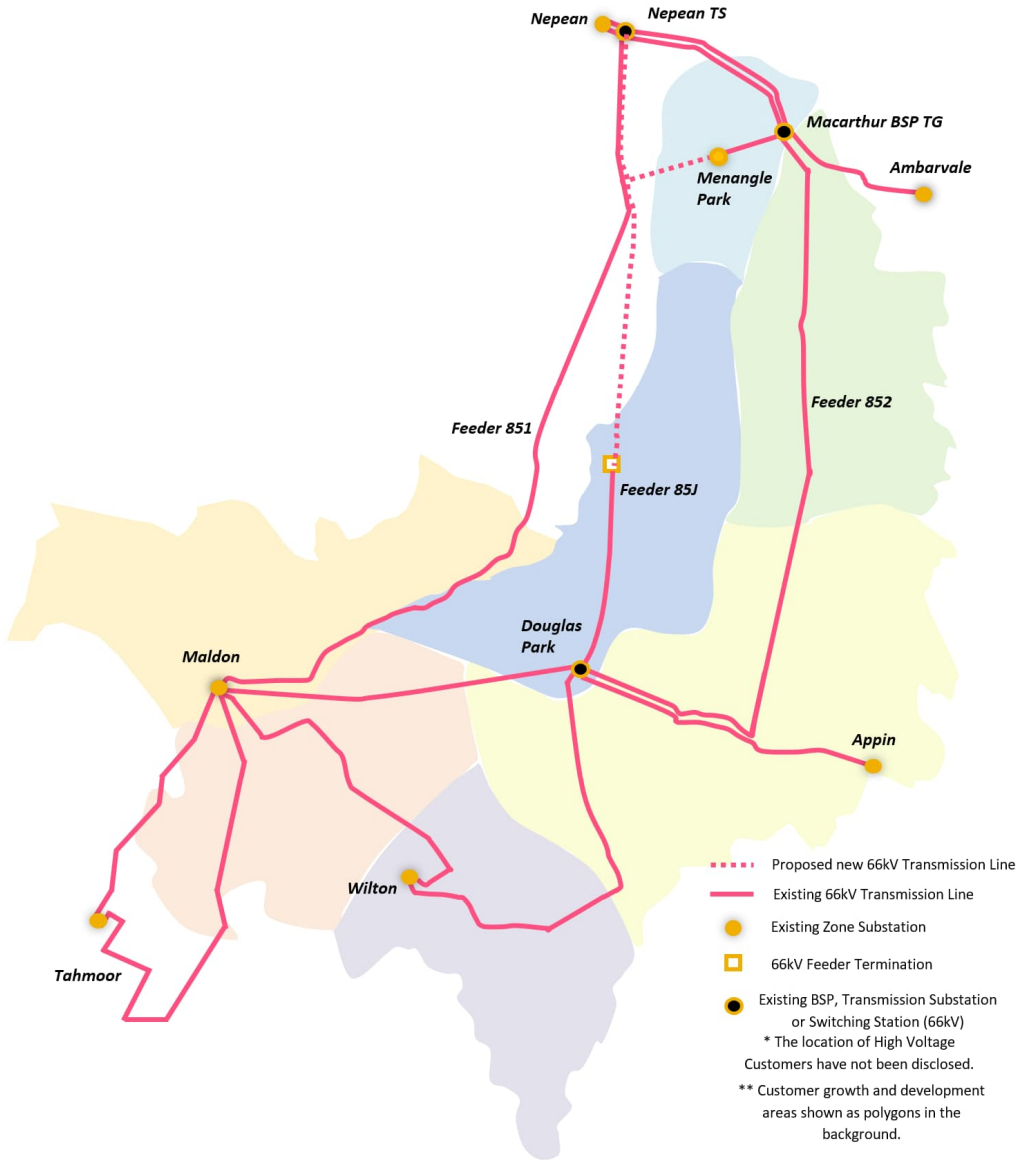 Nepean
Nepean TS
Macarthur BSP TG
Ambarvale
Menangle
Park
Feeder 852
Feeder 851
Feeder 85J
Douglas
Park
Maldon
Appin
Wilton
Tahmoor
Proposed new 66kV Transmission Line
Existing 66kV Transmission Line
Existing Zone Substation
66kV Feeder Termination
Existing BSP, Transmission Substation
or Switching Station (66kV)
* The location of High Voltage
Customers have not been disclosed.
** Customer growth and development
areas shown as polygons in the
background.